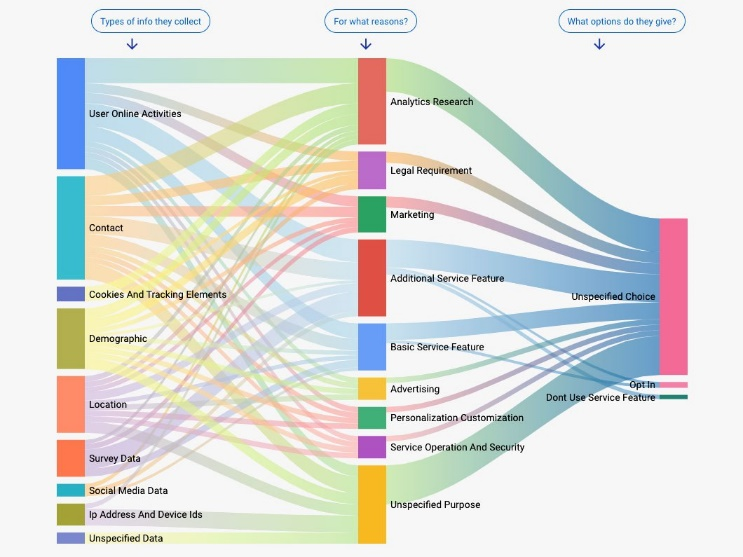 Types of info they collect
For what reasons?
What options do they give?
User Online Activities
Contact
Cookies And Tracking Elements
Demographic
Location
Survey Data
Social Media Data
Ip Address And Device Ids
Unspecified Data
Analytics Research
Legal Requirement
Marketing
Additional Service Feature
Basic Service Feature
Advertising
Personalization Customization
Service Operation And Security
Unspecified Purpose
Unspecified Choice
Opt In
Dont Use Service Feature